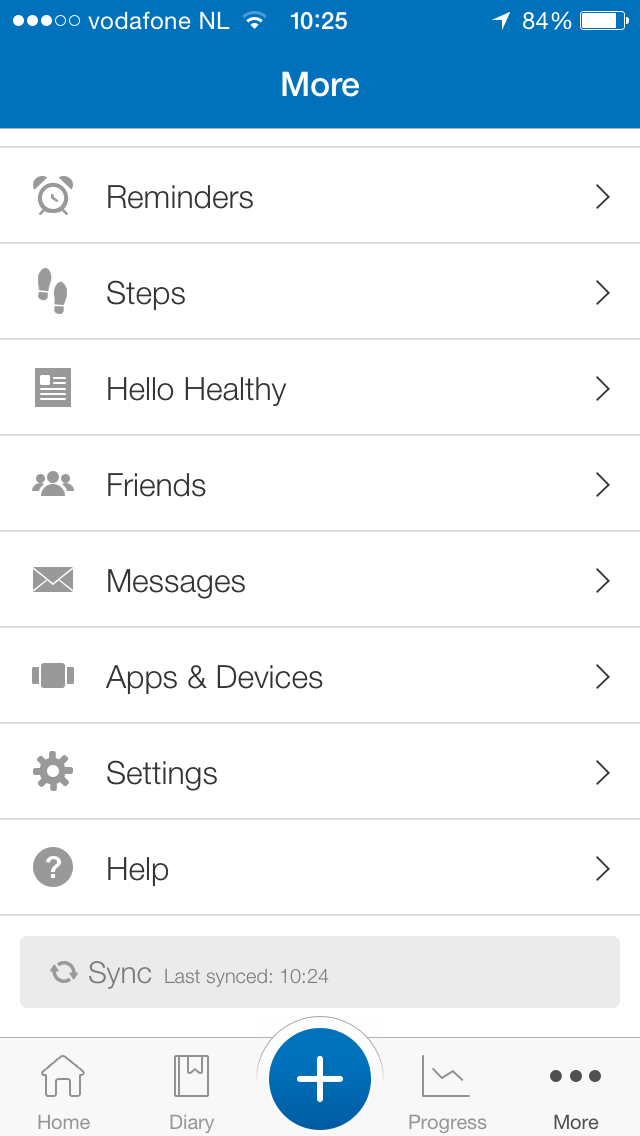 vodafone NL 10:25 84%
More
Reminders
Steps
Hello Healthy
Friends
Messages
Apps & Devices
Settings
? Help
Sync Last synced: 10:24
Home Diary Progress More